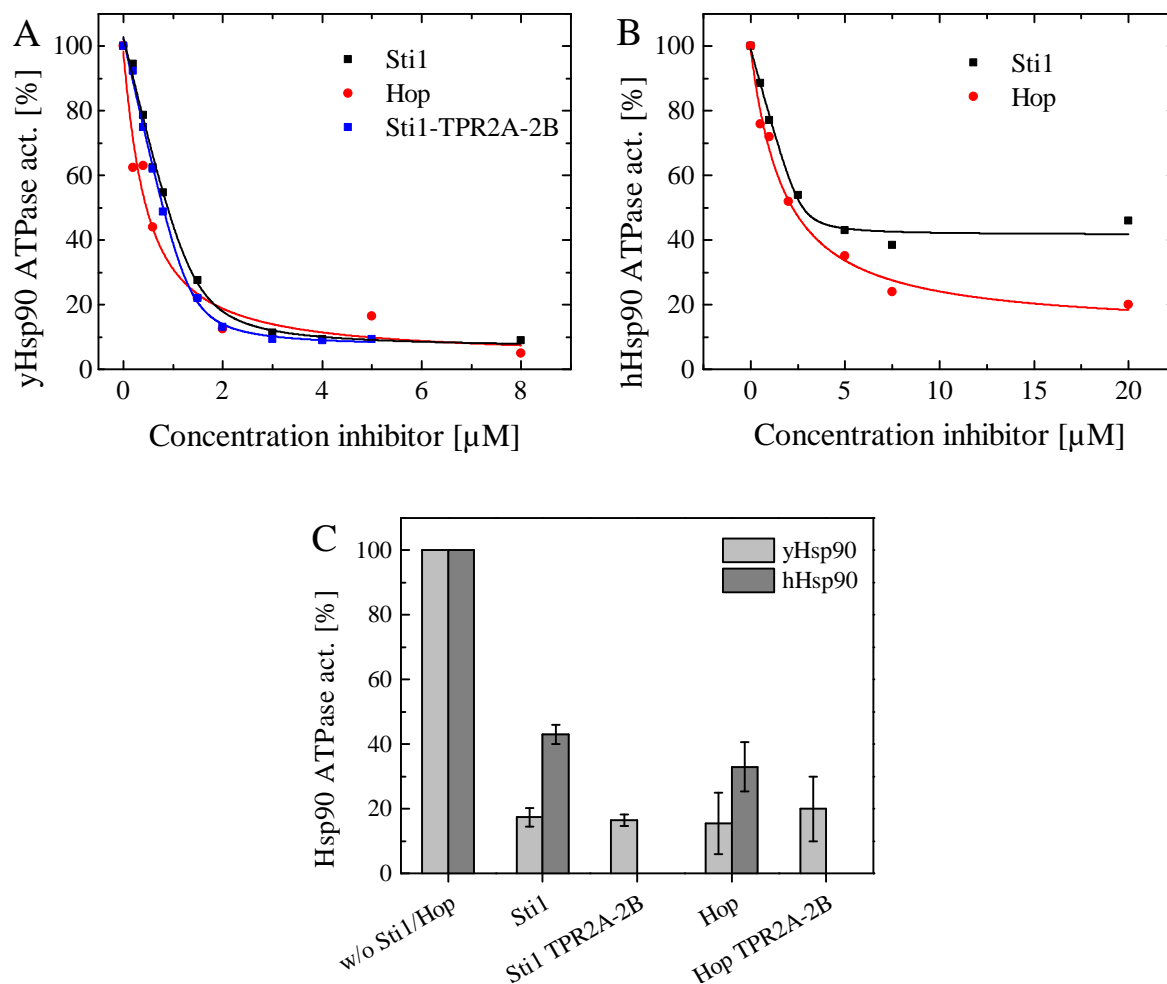 A
yHsp90 ATPase act. [%]
100
80
60
40
20
0
Sti1
Hop
Sti1-TPR2A-2B
0 2 4 6 8
Concentration inhibitor [µM]
B
hHsp90 ATPase act. [%]
100
80
60
40
20
0
Sti1
Hop
0 5 10 15 20
Concentration inhibitor [µM]
C
Hsp90 ATPase act. [%]
100
80
60
40
20
0
yHsp90
hHsp90
w/o Sti1/Hop
Sti1
Sti1 TPR2A-2B
Hop
Hop TPR2A-2B